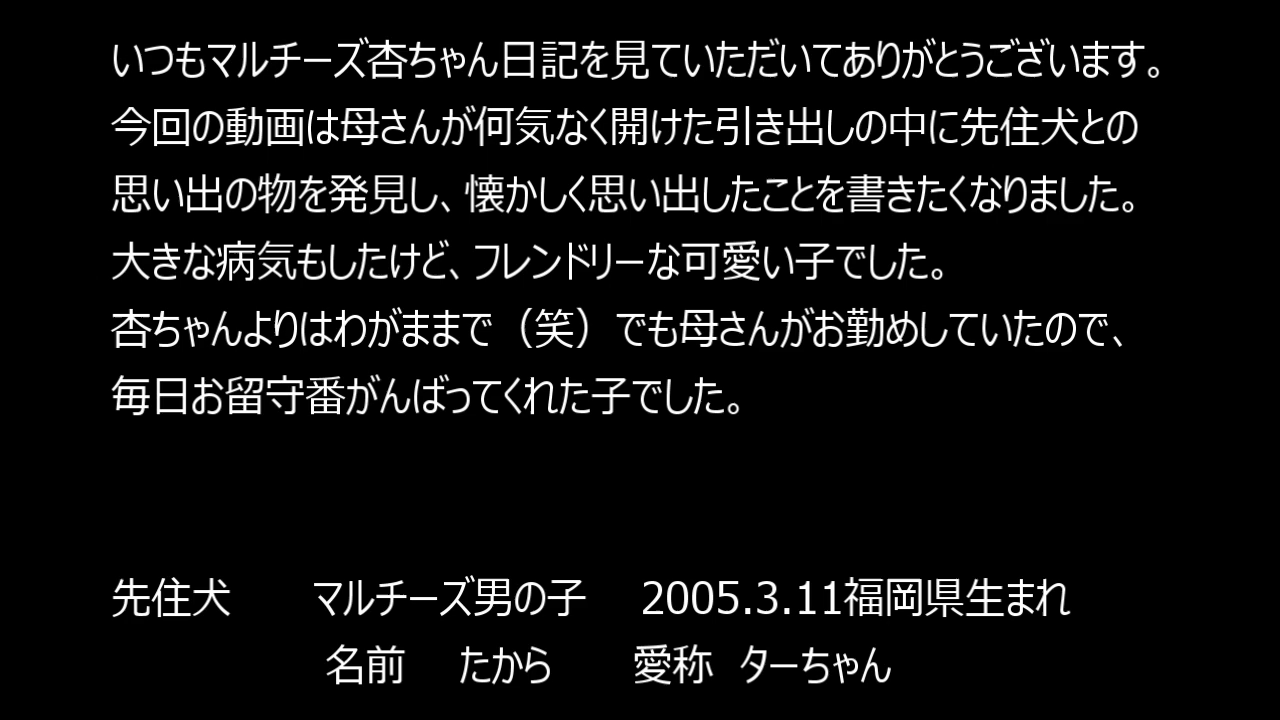 いつもマルチーズ杏ちゃん日記を見ていただいてありがとうございます。
今回の動画は母さんが何気なく開けた引き出しの中に先住犬との
思い出の物を発見し、懐かしく思い出したことを書きたくなりました。
大きな病気もしたけど、フレンドリーな可愛い子でした。
杏ちゃんよりはわがままで（笑）でも母さんがお勤めしていたので、
毎日お留守番がんばってくれた子でした。
先住犬　　マルチーズ男の子　2005.3.11福岡県生まれ
名前　たから　　愛称　ターちゃん